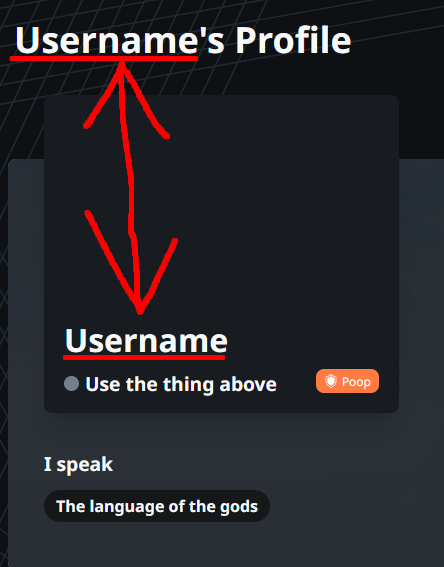 Username's Profile
Username
Use the thing above
Poop
I speak
The language of the gods